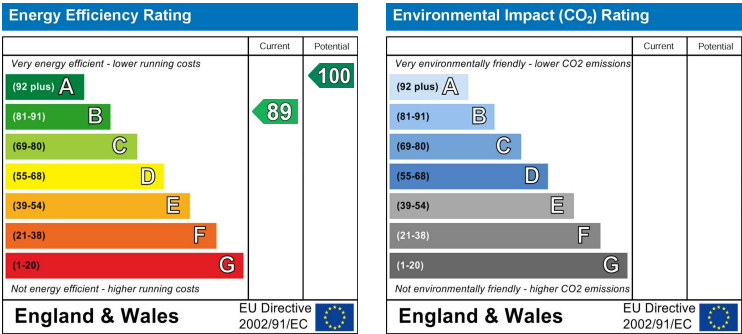 Energy Efficiency Rating
Current Potential
Very energy efficient - lower running costs
(92 plus) A
100
(81-91) B
89
(69-80) C
(55-68) D
(39-54) E
(21-38) F
(1-20) G
Not energy efficient - higher running costs
England & Wales
EU Directive
2002/91/EC
Environmental Impact (CO₂) Rating
Current Potential
Very environmentally friendly - lower CO2 emissions
(92 plus) A
(81-91) B
(69-80) C
(55-68) D
(39-54) E
(21-38) F
(1-20) G
Not environmentally friendly - higher CO2 emissions
England & Wales
EU Directive
2002/91/EC